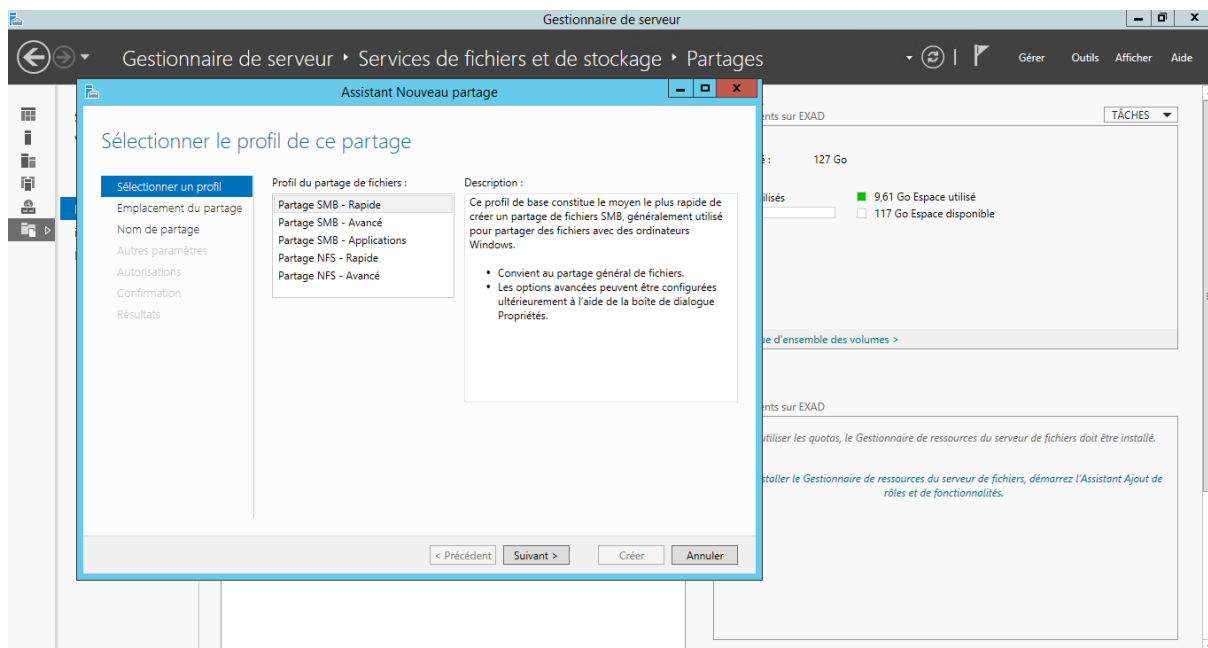 Gestionnaire de serveur
Gestionnaire de serveur • Services de fichiers et de stockage • Partages
Gérer Outils Afficher Aide
Assistant Nouveau partage
Sélectionner le profil de ce partage
Sélectionner un profil
Emplacement du partage
Nom de partage
Autres paramètres
Autorisations
Confirmation
Résultats
Profil du partage de fichiers :
Partage SMB - Rapide
Partage SMB - Avancé
Partage SMB - Applications
Partage NFS - Rapide
Partage NFS - Avancé
Description :
Ce profil de base constitue le moyen le plus rapide de
créer un partage de fichiers SMB, généralement utilisé
pour partager des fichiers avec des ordinateurs
Windows.
• Convient au partage général de fichiers.
• Les options avancées peuvent être configurées
ultérieurement à l'aide de la boîte de dialogue
Propriétés.
< Précédent Suivant > Créer Annuler
sur EXAD
TÂCHES
127 Go
9,61 Go Espace utilisé
117 Go Espace disponible
d'ensemble des volumes >
sur EXAD
utiliser les quotas, le Gestionnaire de ressources du serveur de fichiers doit être installé.
le Gestionnaire de ressources du serveur de fichiers, démarrez l'Assistant Ajout de
rôles et de fonctionnalités.